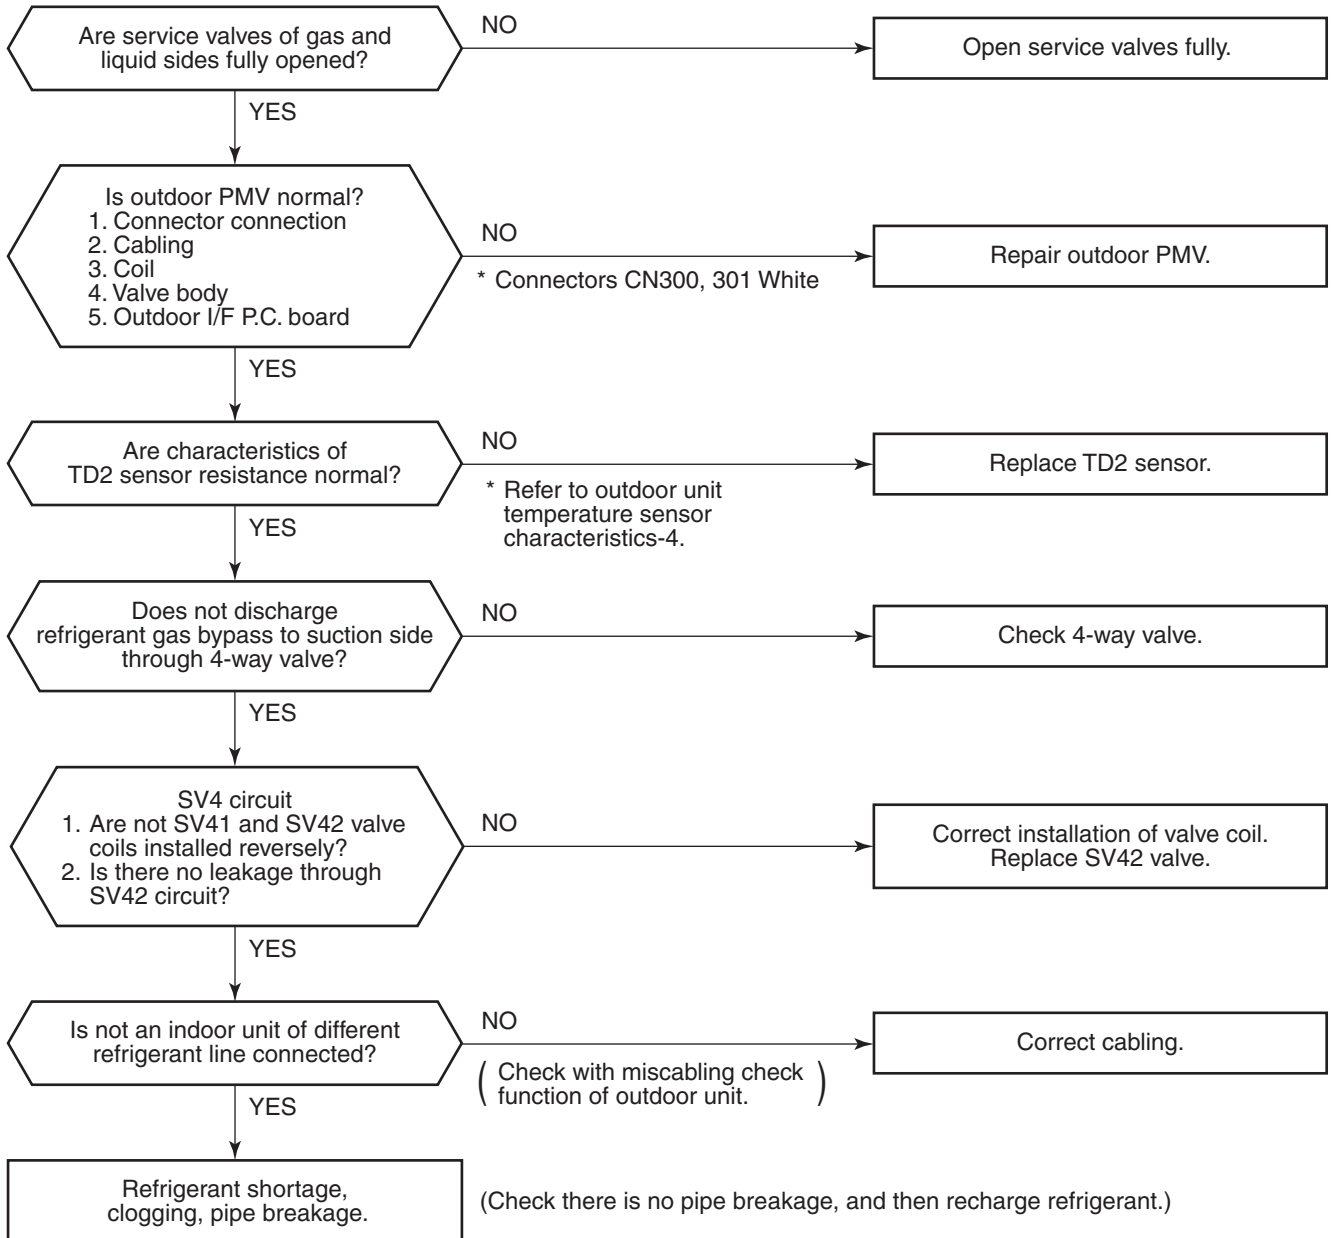 Are service valves of gas and
liquid sides fully opened?
NO
Open service valves fully.
YES
Is outdoor PMV normal?
1. Connector connection
2. Cabling
3. Coil
4. Valve body
5. Outdoor I/F P.C. board
NO
* Connectors CN300, 301 White
Repair outdoor PMV.
YES
Are characteristics of
TD2 sensor resistance normal?
NO
* Refer to outdoor unit
temperature sensor
characteristics-4.
Replace TD2 sensor.
YES
Does not discharge
refrigerant gas bypass to suction side
through 4-way valve?
NO
Check 4-way valve.
YES
SV4 circuit
1. Are not SV41 and SV42 valve
coils installed reversely?
2. Is there no leakage through
SV42 circuit?
NO
Correct installation of valve coil.
Replace SV42 valve.
YES
Is not an indoor unit of different
refrigerant line connected?
NO
( Check with miscabling check
function of outdoor unit. )
Correct cabling.
YES
Refrigerant shortage,
clogging, pipe breakage.
(Check there is no pipe breakage, and then recharge refrigerant.)